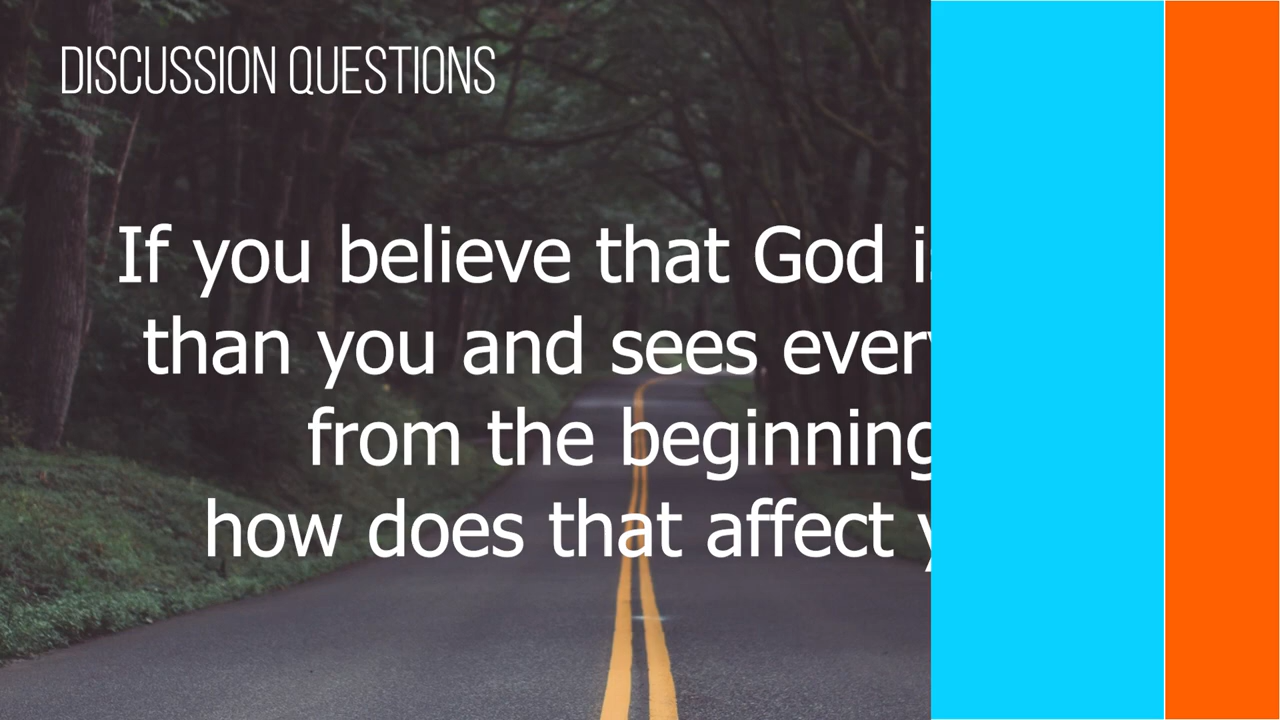 DISCUSSION QUESTIONS
If you believe that God
than you and sees
from the
how does that affect